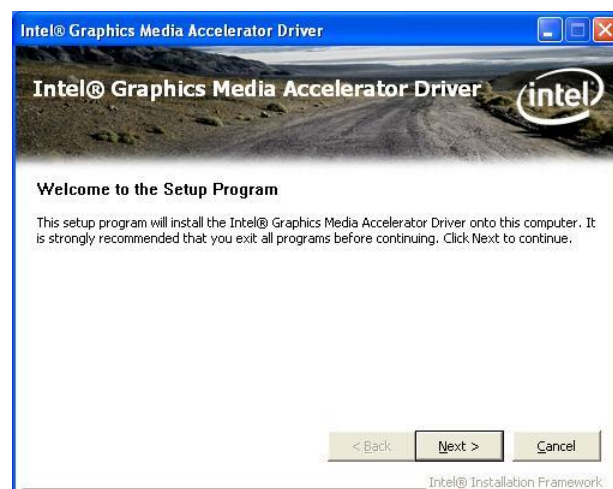 Intel® Graphics Media Accelerator Driver
Intel® Graphics Media Accelerator Driver
intel
Welcome to the Setup Program
This setup program will install the Intel® Graphics Media Accelerator Driver onto this computer. It
is strongly recommended that you exit all programs before continuing. Click Next to continue.
< Back Next > Cancel
Intel® Installation Framework